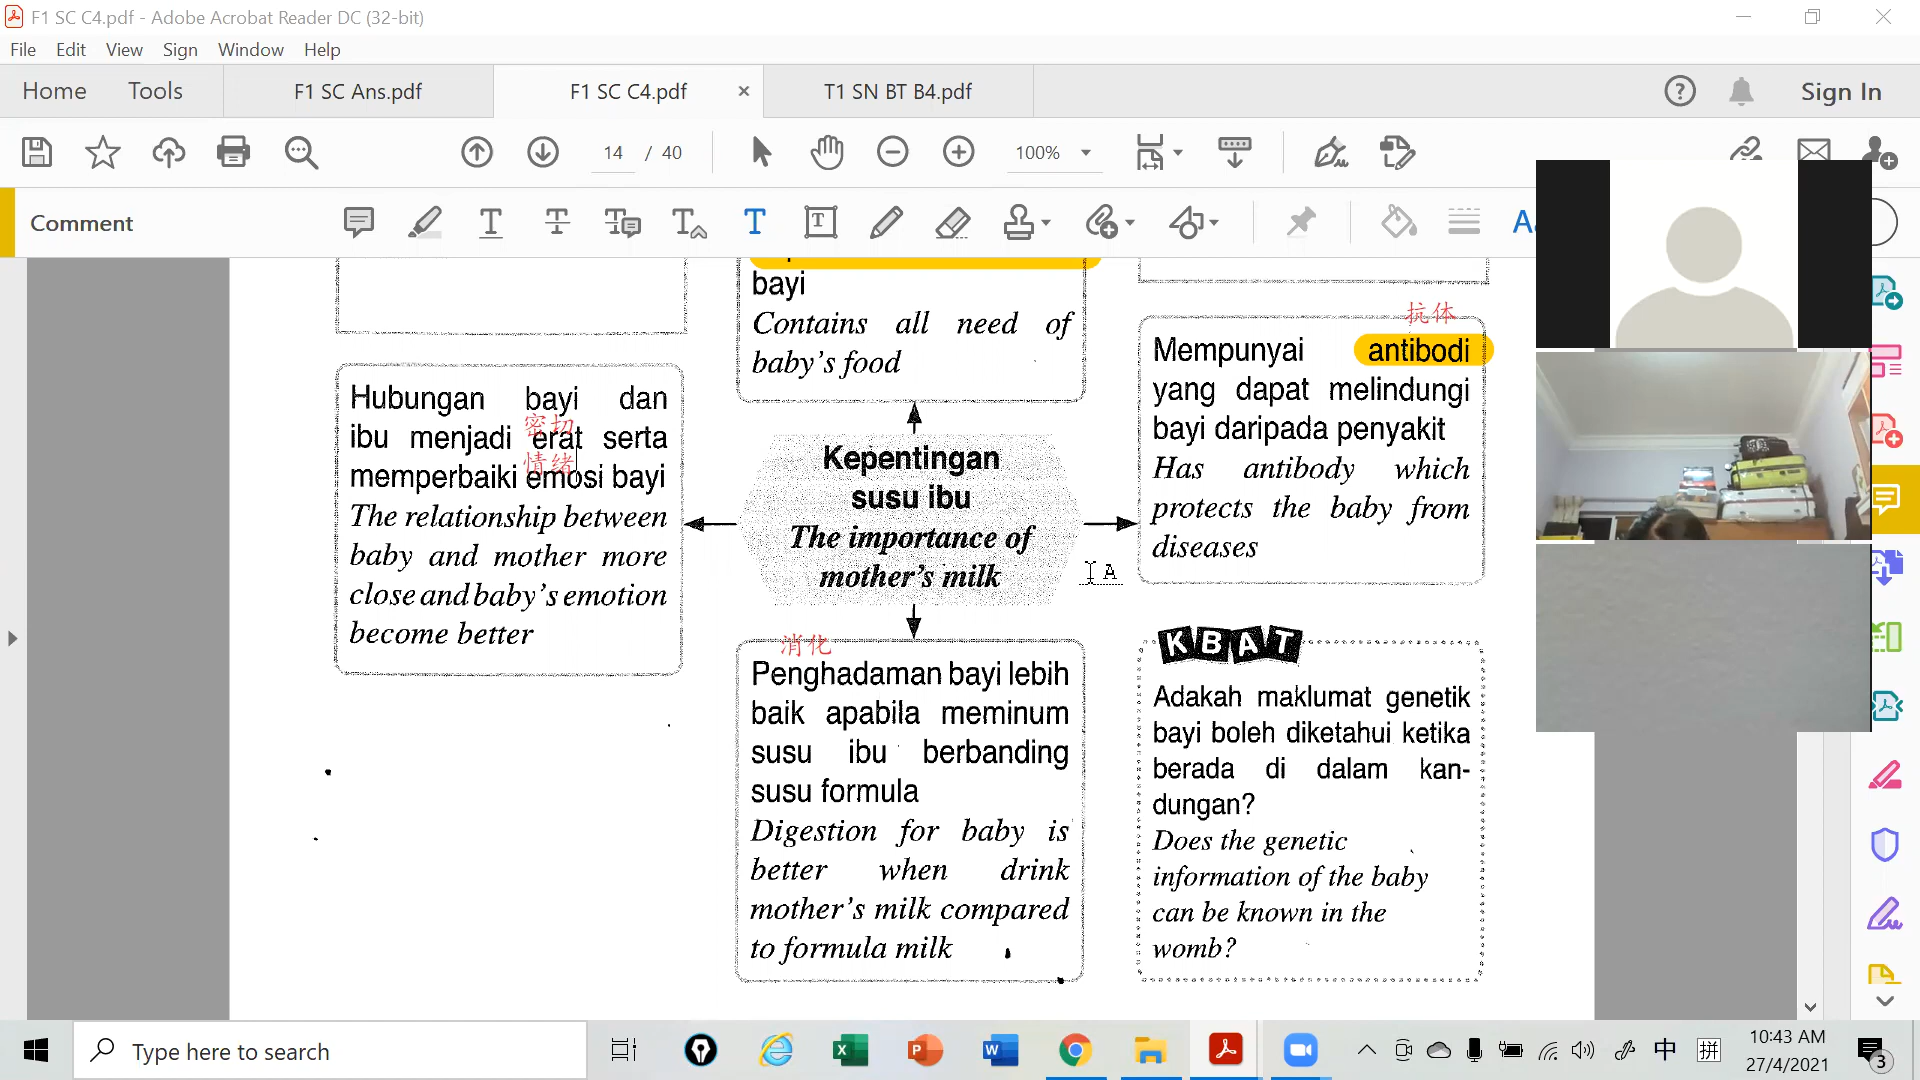 F1 SC C4.pdf - Adobe Acrobat Reader DC (32-bit)
File Edit View Sign Window Help
Home Tools F1 SC Ans.pdf F1 SC C4.pdf × T1 SN BT B4.pdf Sign In
14 / 40 100%
Comment
bayi
Contains all need of
baby's food
抗体
Mempunyai antibodi
yang dapat melindungi
bayi daripada penyakit
Has antibody which
protects the baby from
diseases
Hubungan bayi dan
密切
ibu menjadi erat serta
情绪
memperbaiki emosi bayi
The relationship between
baby and mother more
close and baby's emotion
become better
Kepentingan
susu ibu
The importance of
mother's milk
消化
Penghadaman bayi lebih
baik apabila meminum
susu ibu berbanding
susu formula
Digestion for baby is
better when drink
mother's milk compared
to formula milk
KBAT
Adakah maklumat genetik
bayi boleh diketahui ketika
berada di dalam kan-
dungan?
Does the genetic
information of the baby
can be known in the
womb?
Type here to search
中 拼
10:43 AM
27/4/2021
3